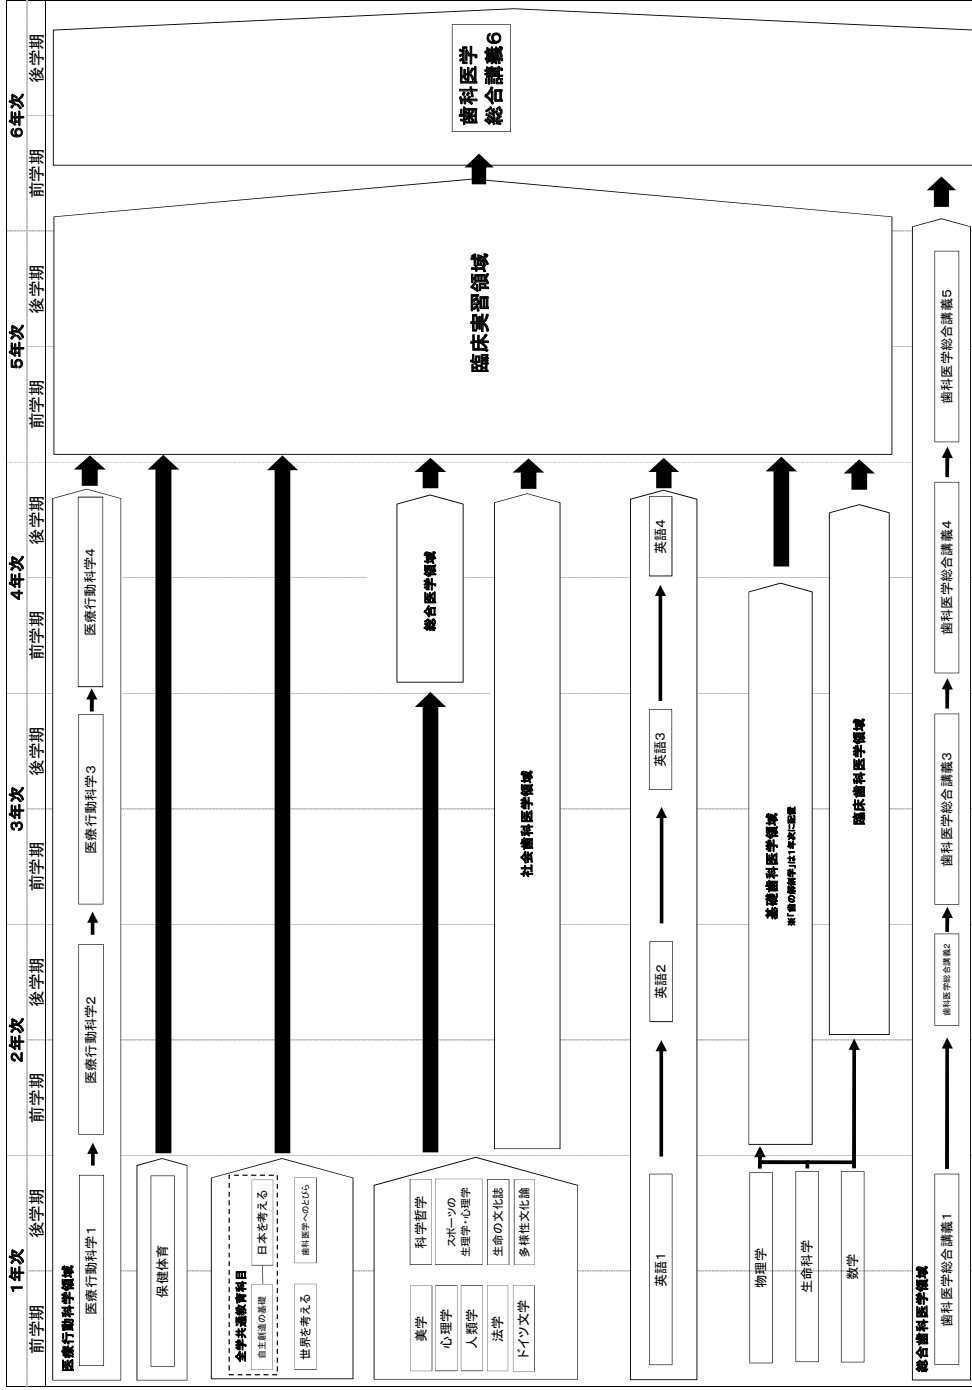 1年次
2年次
3年次
4年次
5年次
6年次
前学期
後学期
前学期
後学期
前学期
後学期
前学期
後学期
前学期
後学期
前学期
後学期
医療行動科学領域
医療行動科学1
医療行動科学2
医療行動科学3
医療行動科学4
保健体育
全学共通教育科目
自主創造の基礎
日本を考える
世界を考える
歯科医学へのとびら
美学
科学哲学
心理学
スポーツの
生理学・心理学
人類学
法学
生命の文化誌
ドイツ文学
多様性文化論
総合医学領域
社会歯科医学領域
英語1
英語2
英語3
英語4
物理学
生命科学
数学
基礎歯科医学領域
※「歯の解剖学」は1年次に配置
臨床歯科医学領域
総合歯科医学領域
歯科医学総合講義1
歯科医学総合講義2
歯科医学総合講義3
歯科医学総合講義4
歯科医学総合講義5
臨床実習領域
歯科医学
総合講義6